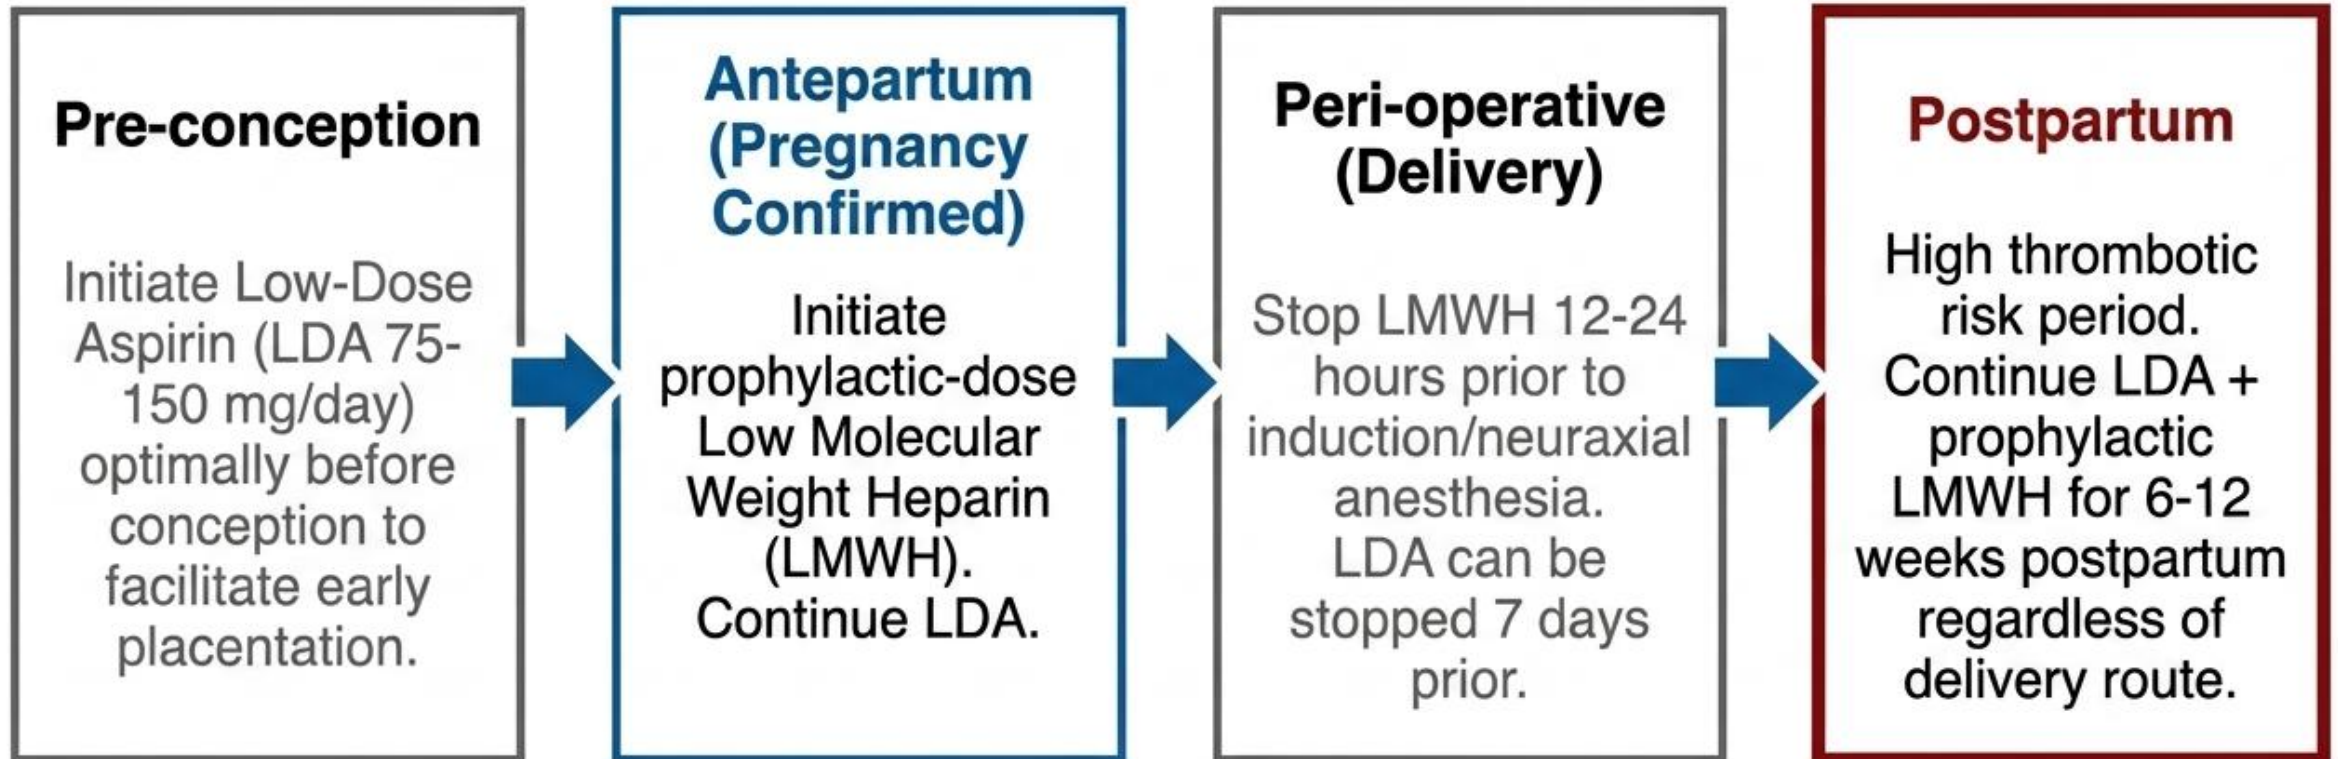 Pre-conception
Initiate Low-Dose
Aspirin (LDA 75-
150 mg/day)
optimally before
conception to
facilitate early
placentation.
Antepartum
(Pregnancy
Confirmed)
Initiate
prophylactic-dose
Low Molecular
Weight Heparin
(LMWH).
Continue LDA.
Peri-operative
(Delivery)
Stop LMWH 12-24
hours prior to
induction/neuraxial
anesthesia.
LDA can be
stopped 7 days
prior.
Postpartum
High thrombotic
risk period.
Continue LDA +
prophylactic
LMWH for 6-12
weeks postpartum
regardless of
delivery route.